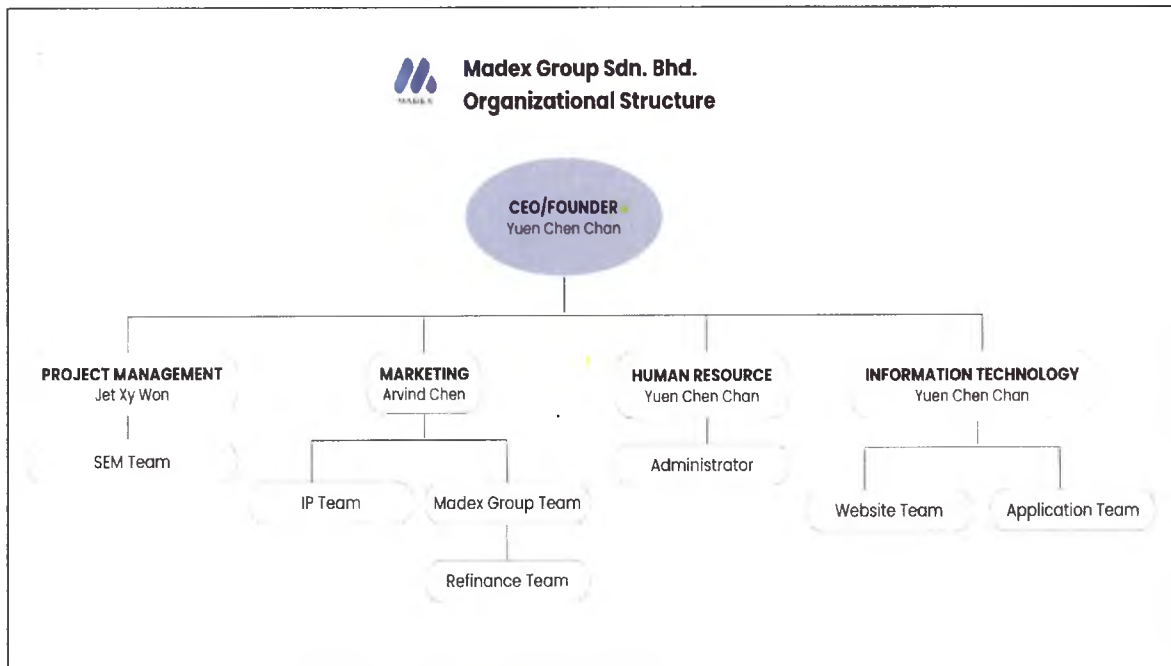 Madex Group Sdn. Bhd.
Organizational Structure
MADEX
CEO/FOUNDER
Yuen Chen Chan
PROJECT MANAGEMENT
Jet Xy Won
SEM Team
MARKETING
Arvind Chen
IP Team
Madex Group Team
Refinance Team
HUMAN RESOURCE
Yuen Chen Chan
Administrator
INFORMATION TECHNOLOGY
Yuen Chen Chan
Website Team
Application Team